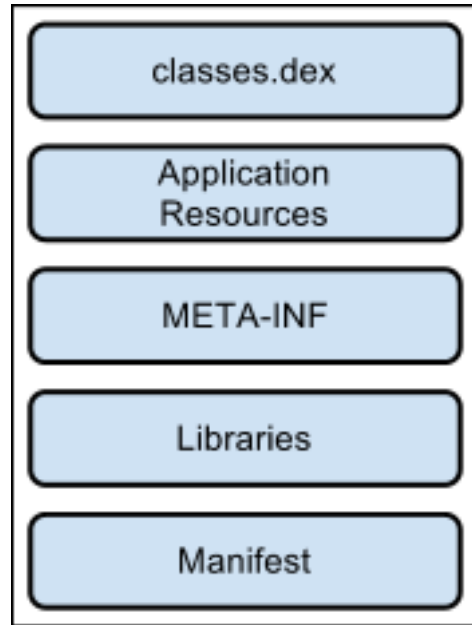 classes.dex
Application
Resources
META-INF
Libraries
Manifest